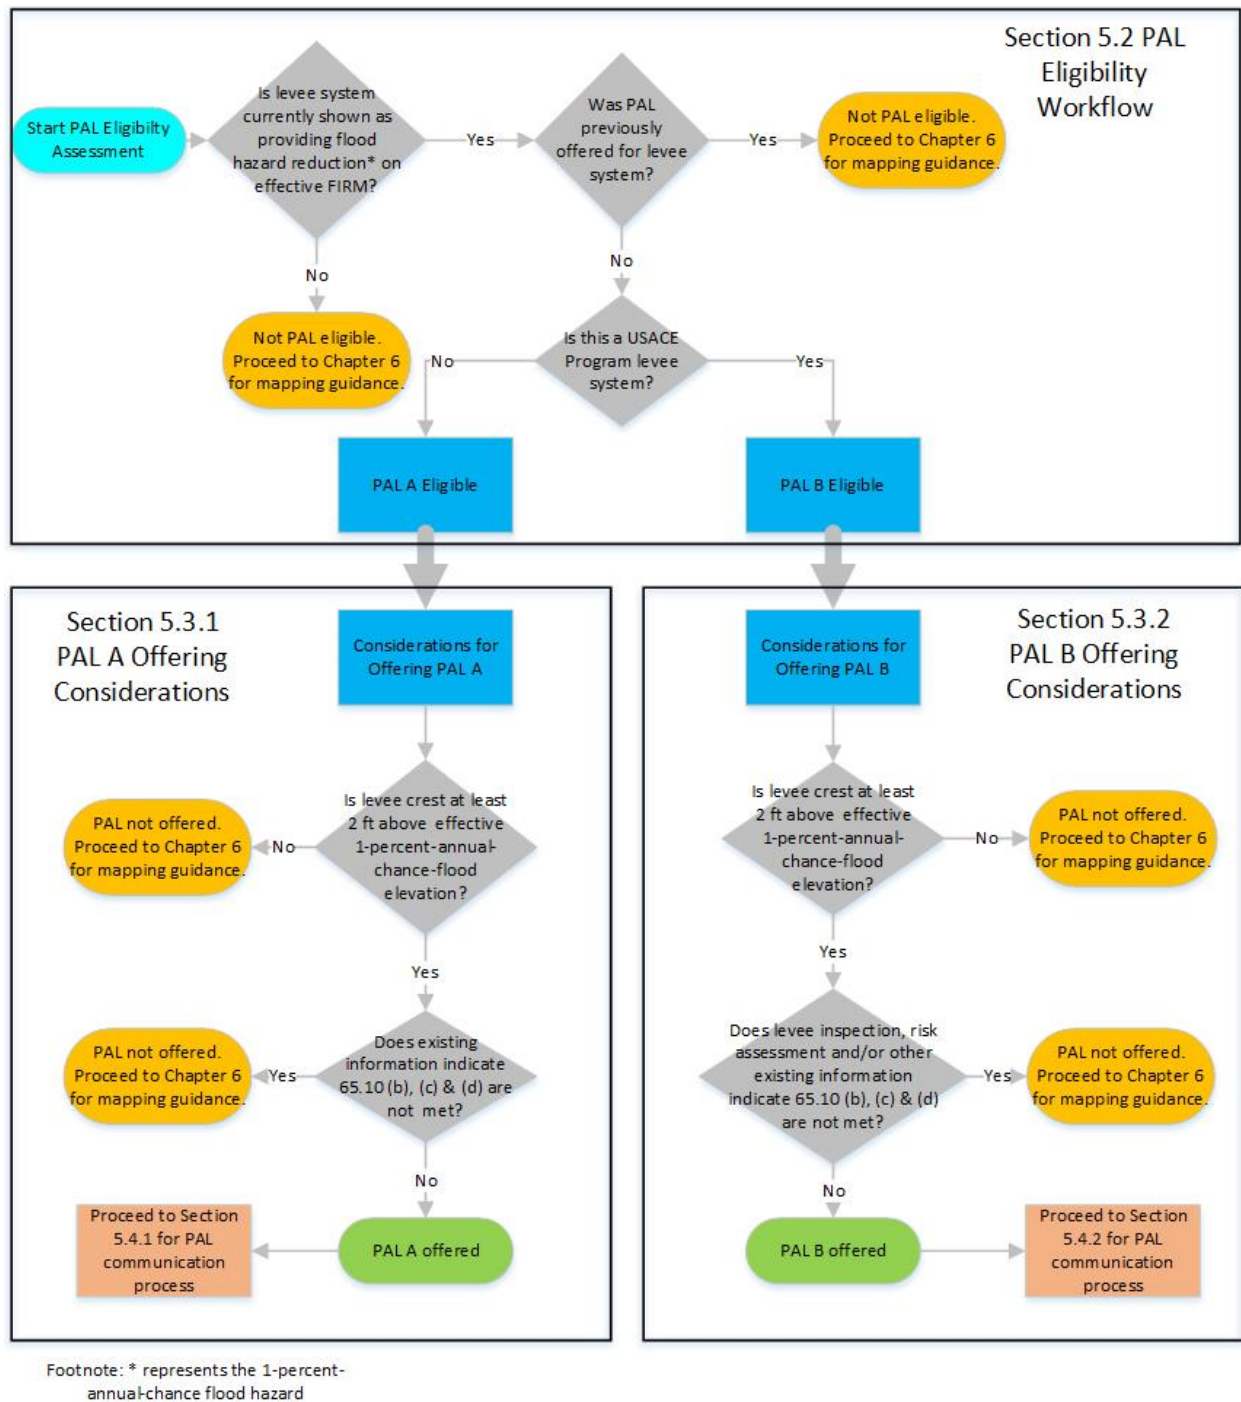 Section 5.2 PAL
Eligibility
Workflow
Start PAL Eligibilty
Assessment
Is levee system
currently shown as
providing flood
hazard reduction* on
effective FIRM?
Yes
Was PAL
previously
offered for levee
system?
Yes
Not PAL eligible.
Proceed to Chapter 6
for mapping guidance.
No
No
Not PAL eligible.
Proceed to Chapter 6
for mapping guidance.
Is this a USACE
Program levee
system?
No
Yes
PAL A Eligible
PAL B Eligible
Section 5.3.1
PAL A Offering
Considerations
Considerations for
Offering PAL A
Is levee crest at least
2 ft above effective
1-percent-annual-
chance-flood
elevation?
No
PAL not offered.
Proceed to Chapter 6
for mapping guidance.
Yes
Does existing
information indicate
65.10 (b), (c) & (d) are
not met?
Yes
PAL not offered.
Proceed to Chapter 6
for mapping guidance.
No
PAL A offered
Proceed to Section
5.4.1 for PAL
communication
process
Section 5.3.2
PAL B Offering
Considerations
Considerations for
Offering PAL B
Is levee crest at least
2 ft above effective
1-percent-annual-
chance-flood
elevation?
No
PAL not offered.
Proceed to Chapter 6
for mapping guidance.
Yes
Does levee inspection, risk
assessment and/or other
existing information
indicate 65.10 (b), (c) & (d)
are not met?
Yes
PAL not offered.
Proceed to Chapter 6
for mapping guidance.
No
PAL B offered
Proceed to Section
5.4.2 for PAL
communication
process
Footnote: * represents the 1-percent-
annual-chance flood hazard